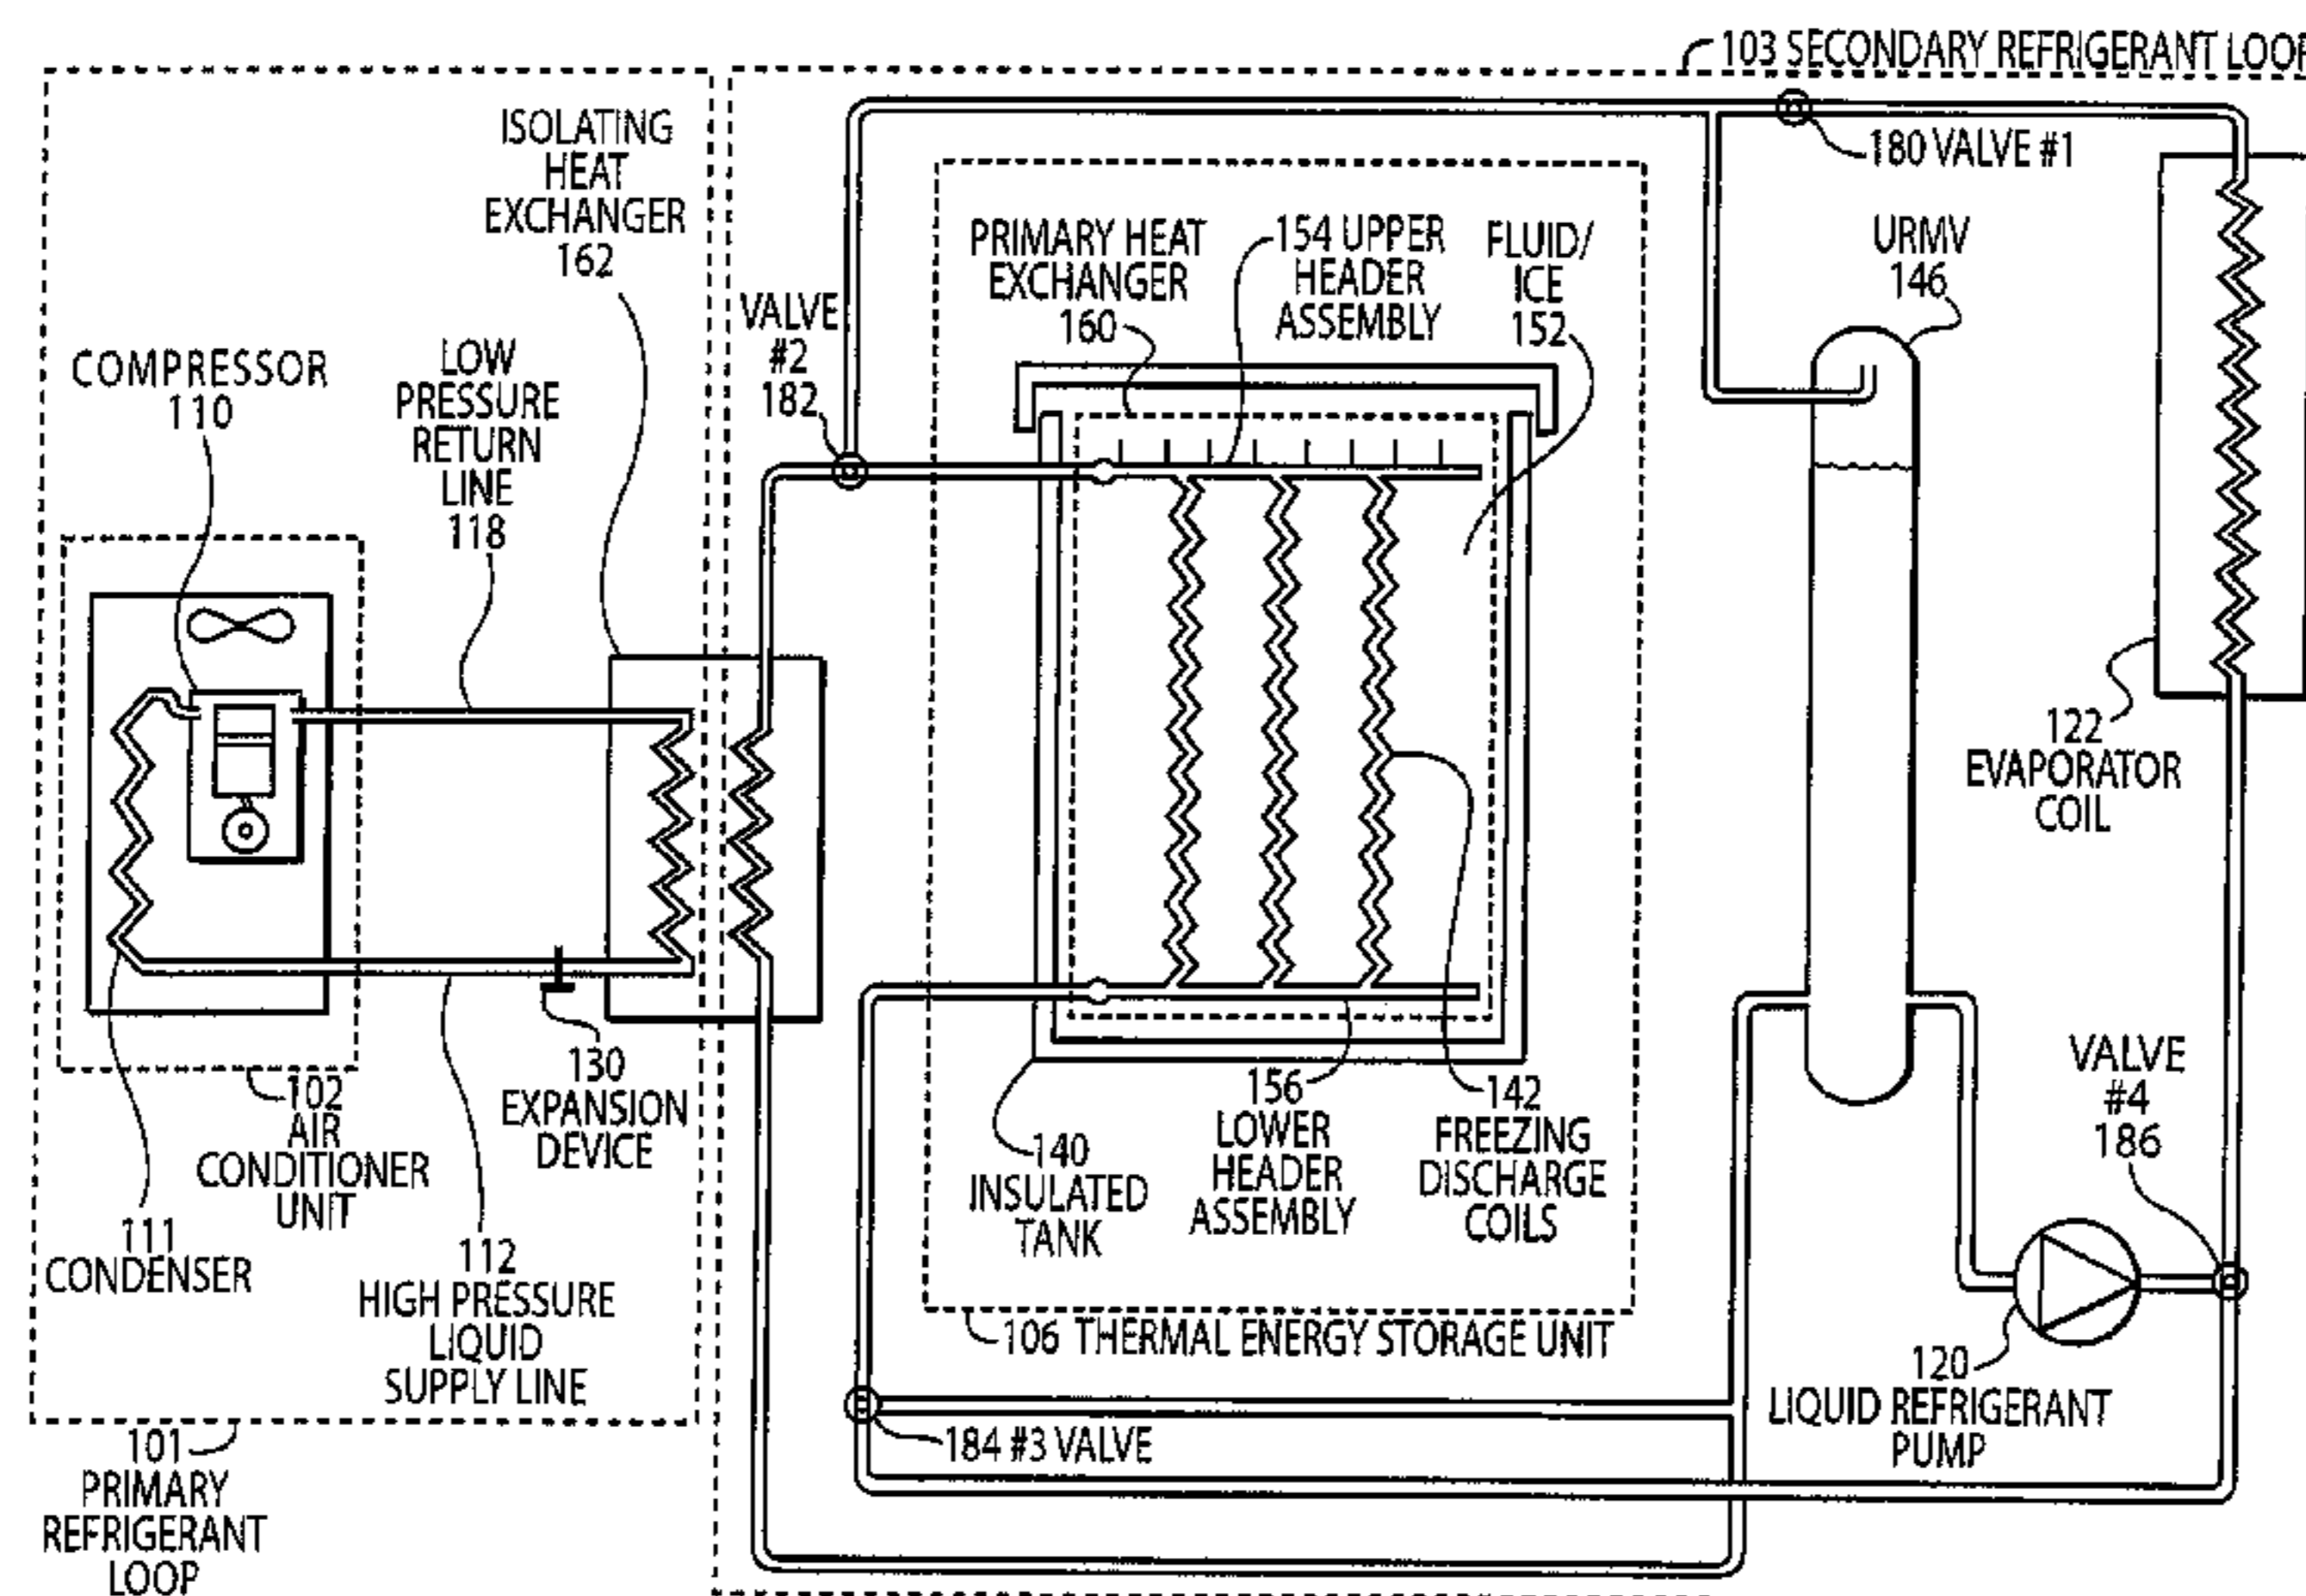 103 SECONDARY REFRIGERANT LOOP
ISOLATING
HEAT
EXCHANGER
162
180 VALVE #1
PRIMARY HEAT
EXCHANGER
160
154 UPPER
HEADER
ASSEMBLY
FLUID/
ICE
152
URMV
146
VALVE
#2
182
COMPRESSOR
110
LOW
PRESSURE
RETURN
LINE
118
122
EVAPORATOR
COIL
130
EXPANSION
DEVICE
102
AIR
CONDITIONER
UNIT
111
CONDENSER
112
HIGH PRESSURE
LIQUID
SUPPLY LINE
140
INSULATED
TANK
156
LOWER
HEADER
ASSEMBLY
142
FREEZING
DISCHARGE
COILS
VALVE
#4
186
106 THERMAL ENERGY STORAGE UNIT
120
LIQUID REFRIGERANT
PUMP
184 #3 VALVE
101
PRIMARY
REFRIGERANT
LOOP